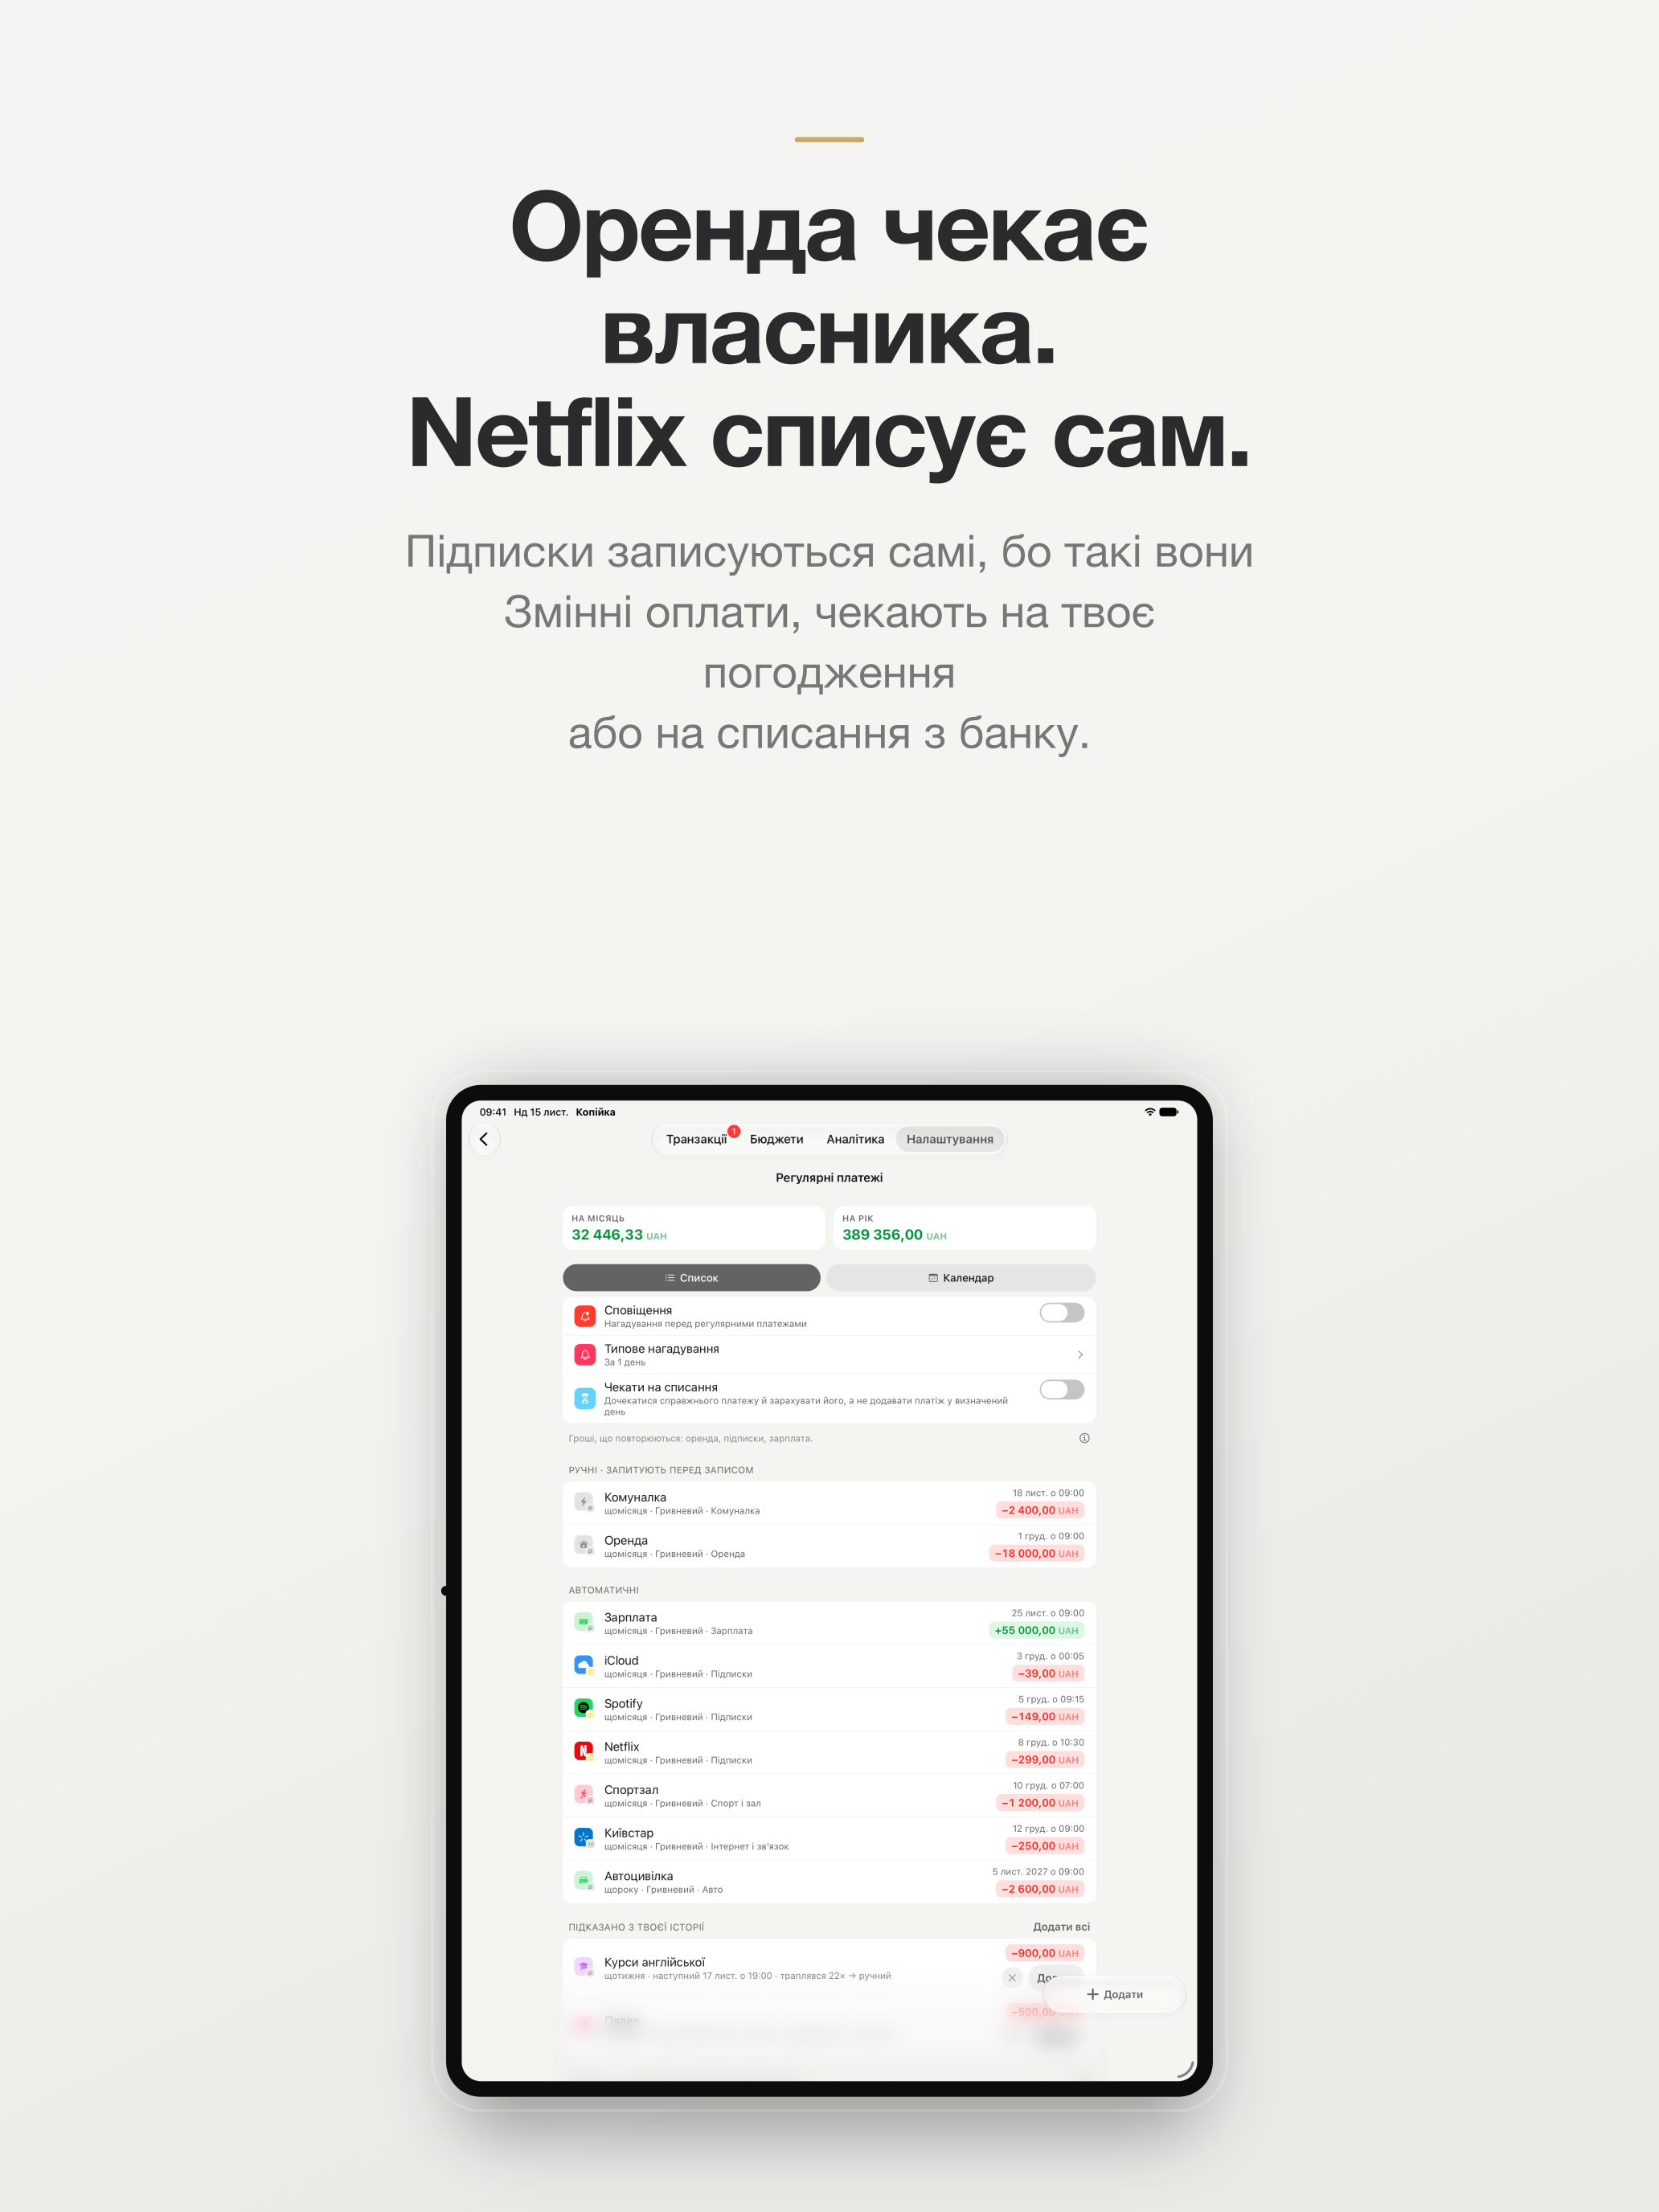 Оренда чекає
власника.
Netflix списує сам.
Підписки записуються самі, бо такі вони
Змінні оплати, чекають на твоє
погодження
або на списання з банку.
09:41 Нд 15 лист. Копійка
Транзакції 1 Бюджети Аналітика Налаштування
Регулярні платежі
НА МІСЯЦЬ
32 446,33 UAH
НА РІК
389 356,00 UAH
Список
Календар
Сповіщення
Нагадування перед регулярними платежами
Типове нагадування
За 1 день
Чекати на списання
Дочекатися справжнього платежу й зарахувати його, а не додавати платіж у визначений
день
Гроші, що повторюються: оренда, підписки, зарплата.
РУЧНІ · ЗАПИТУЮТЬ ПЕРЕД ЗАПИСОМ
Комуналка
щомісяця · Гривневий · Комуналка
18 лист. о 09:00
−2 400,00 UAH
Оренда
щомісяця · Гривневий · Оренда
1 груд. о 09:00
−18 000,00 UAH
АВТОМАТИЧНІ
Зарплата
щомісяця · Гривневий · Зарплата
25 лист. о 09:00
+55 000,00 UAH
iCloud
щомісяця · Гривневий · Підписки
3 груд. о 00:05
−39,00 UAH
Spotify
щомісяця · Гривневий · Підписки
5 груд. о 09:15
−149,00 UAH
Netflix
щомісяця · Гривневий · Підписки
8 груд. о 10:30
−299,00 UAH
Спортзал
щомісяця · Гривневий · Спорт і зал
10 груд. о 07:00
−1 200,00 UAH
Київстар
щомісяця · Гривневий · Інтернет і зв'язок
12 груд. о 09:00
−250,00 UAH
Автоцивілка
щороку · Гривневий · Авто
5 лист. 2027 о 09:00
−2 600,00 UAH
ПІДКАЗАНО З ТВОЄЇ ІСТОРІЇ
Додати всі
Курси англійської
щотижня · наступний 17 лист. о 19:00 · траплявся 22× → ручний
−900,00 UAH
Додати
−500,00